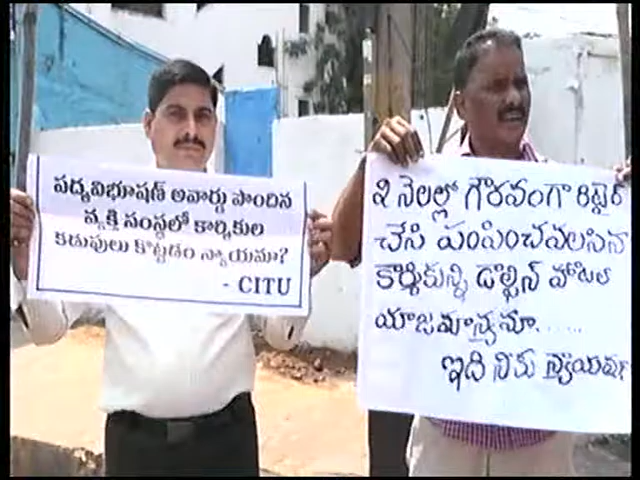 పద్మవిభూషణ్ అవార్డు పొందిన
వ్యక్తి సంస్థలో కార్మికుల
కడుపులు కొట్టడం న్యాయమా?
- CITU
2 నెలల్లో గౌరవంగా రిటైర్
చేసి పంపించవలసిన
కార్మికున్ని డాల్ఫిన్ హోటల్
యాజమాన్యమా......
ఇది నీకు న్యాయమా